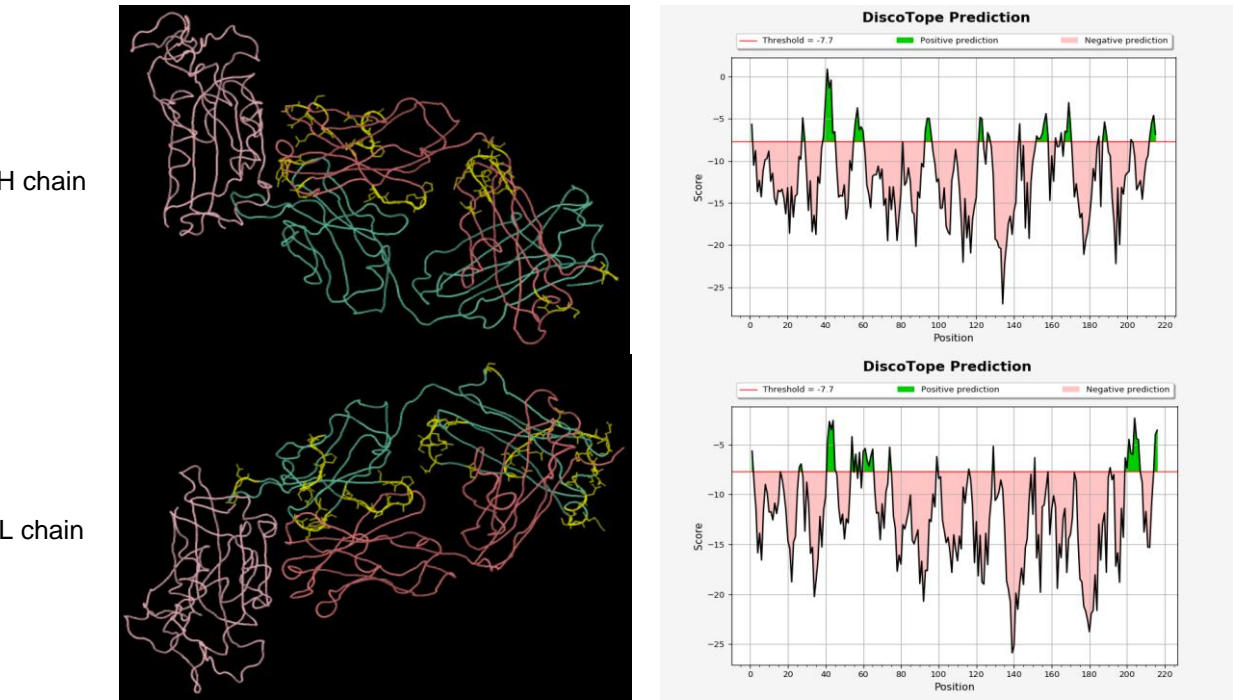 H chain
DiscoTope Prediction
Threshold = -7.7 Positive prediction Negative prediction
0
−5
−10
−15
−20
−25
Score
0 20 40 60 80 100 120 140 160 180 200 220
Position
L chain
DiscoTope Prediction
Threshold = -7.7 Positive prediction Negative prediction
−5
−10
−15
−20
−25
Score
0 20 40 60 80 100 120 140 160 180 200 220
Position